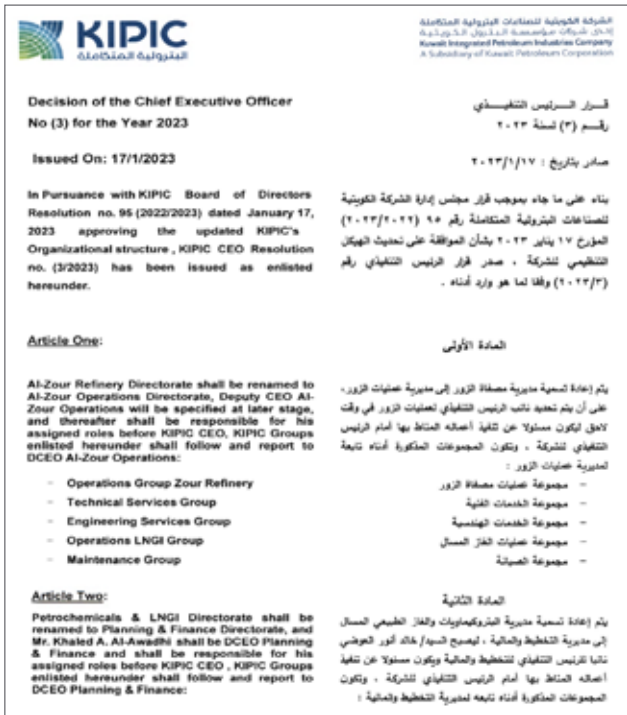 KIPIC
البترولية المتكاملة
الشركة الكويتية للصناعات البترولية المتكاملة
إحدى شركات مؤسسة البترول الكويتية
Kuwait Integrated Petroleum Industries Company
A Subsidiary of Kuwait Petroleum Corporation
Decision of the Chief Executive Officer
No (3) for the Year 2023
Issued On: 17/1/2023
In Pursuance with KIPIC Board of Directors
Resolution no. 95 (2022/2023) dated January 17,
2023 approving the updated KIPIC's
Organizational structure , KIPIC CEO Resolution
no. (3/2023) has been issued as enlisted
hereunder.
Article One:
Al-Zour Refinery Directorate shall be renamed to
Al-Zour Operations Directorate, Deputy CEO Al-
Zour Operations will be specified at later stage,
and thereafter shall be responsible for his
assigned roles before KIPIC CEO, KIPIC Groups
enlisted hereunder shall follow and report to
DCEO Al-Zour Operations:
- Operations Group Zour Refinery
- Technical Services Group
- Engineering Services Group
- Operations LNGI Group
- Maintenance Group
Article Two:
Petrochemicals & LNGI Directorate shall be
renamed to Planning & Finance Directorate, and
Mr. Khaled A. Al-Awadhi shall be DCEO Planning
& Finance and shall be responsible for his
assigned roles before KIPIC CEO , KIPIC Groups
enlisted hereunder shall follow and report to
DCEO Planning & Finance:
قرار الرئيس التنفيذي
رقم (٣) لسنة ٢٠٢٣
صادر بتاريخ : ٢٠٢٣/١/١٧
بناء على ما جاء بموجب قرار مجلس إدارة الشركة الكويتية
للصناعات البترولية المتكاملة رقم ٩٥ (٢٠٢٣/٢٠٢٢)
المؤرخ ١٧ يناير ٢٠٢٣ بشأن الموافقة على تحديث الهيكل
التنظيمي للشركة ، صدر قرار الرئيس التنفيذي رقم
(٢٠٢٣/٣) وفقا لما هو وارد أدناه .
المادة الأولى
يتم إعادة تسمية مديرية مصفاة الزور إلى مديرية عمليات الزور،
على أن يتم تحديد نائب الرئيس التنفيذي لعمليات الزور في وقت
لاحق ليكون مسئولا عن تنفيذ أعماله المناط بها أمام الرئيس
التنفيذي للشركة ، وتكون المجموعات المذكورة أدناه تابعة
لمديرية عمليات الزور :
- مجموعة عمليات مصفاة الزور
- مجموعة الخدمات الفنية
- مجموعة الخدمات الهندسية
- مجموعة عمليات الغاز المسال
- مجموعة الصيانة
المادة الثانية
يتم إعادة تسمية مديرية البتروكيماويات والغاز الطبيعي المسال
إلى مديرية التخطيط والمالية ، ليصبح السيد/ خالد أنور العوضي
نائبا للرئيس التنفيذي للتخطيط والمالية ويكون مسئولا عن تنفيذ
أعماله المناط بها أمام الرئيس التنفيذي للشركة ، وتكون
المجموعات المذكورة أدناه تابعه لمديرية التخطيط والمالية :